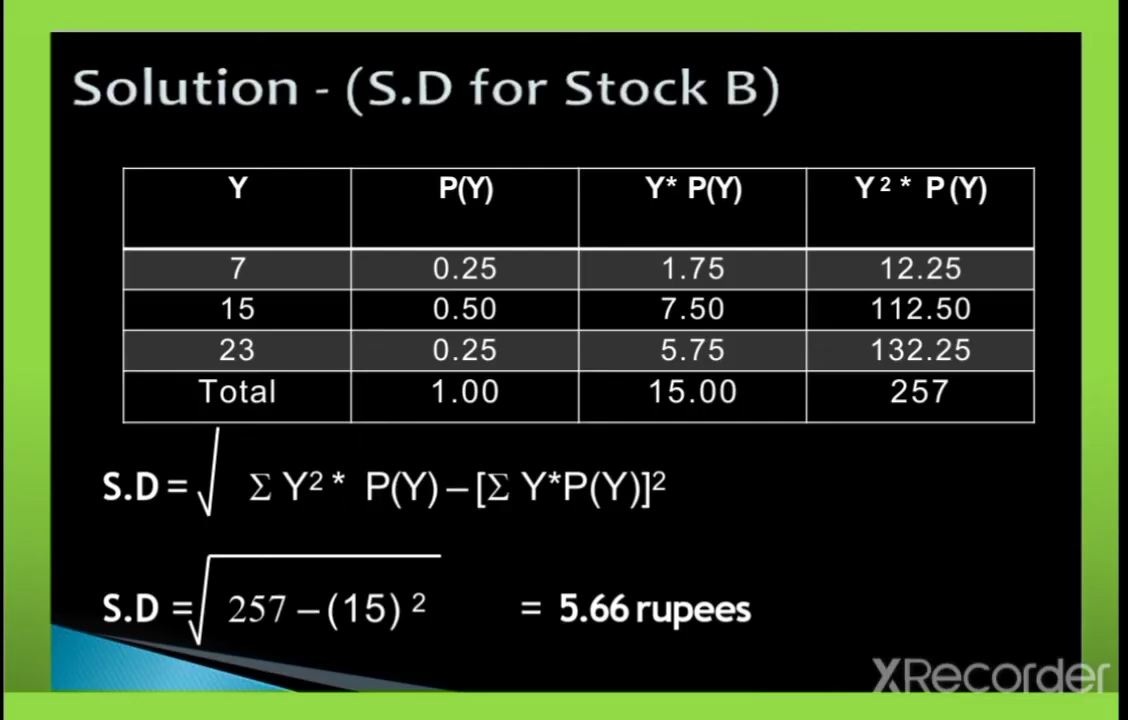 Solution - (S.D for Stock B)
Y P(Y) Y* P(Y) Y² * P(Y)
7 0.25 1.75 12.25
15 0.50 7.50 112.50
23 0.25 5.75 132.25
Total 1.00 15.00 257
S.D = √ Σ Y² * P(Y) – [Σ Y*P(Y)]²
S.D = √ 257 – (15) ² = 5.66 rupees
XRecorder